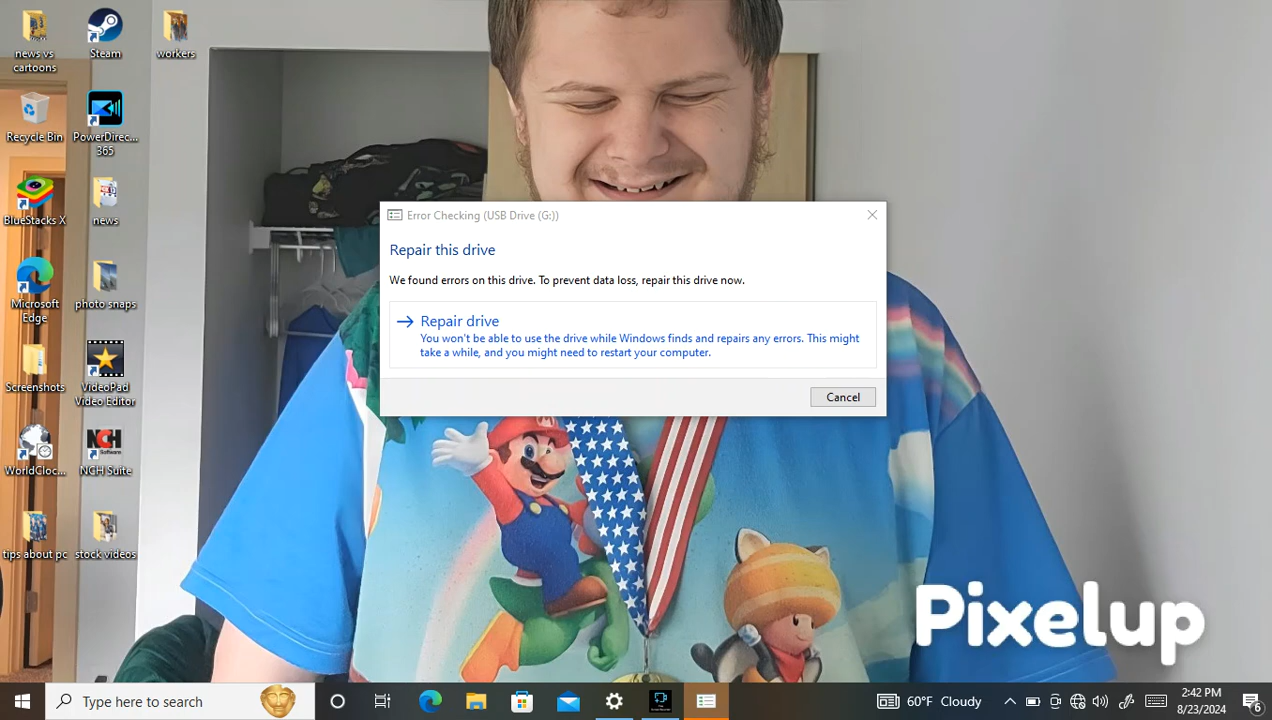 news vs
cartoons
Steam
workers
Recycle Bin
PowerDirec...
365
BlueStacks X
news
Microsoft
Edge
photo snaps
Screenshots
VideoPad
Video Editor
WorldCloc...
NCH Software
NCH Suite
tips about pc
stock videos
Error Checking (USB Drive (G:))
Repair this drive
We found errors on this drive. To prevent data loss, repair this drive now.
Repair drive
You won't be able to use the drive while Windows finds and repairs any errors. This might
take a while, and you might need to restart your computer.
Cancel
Pixelup
Type here to search
60°F Cloudy
2:42 PM
8/23/2024
6